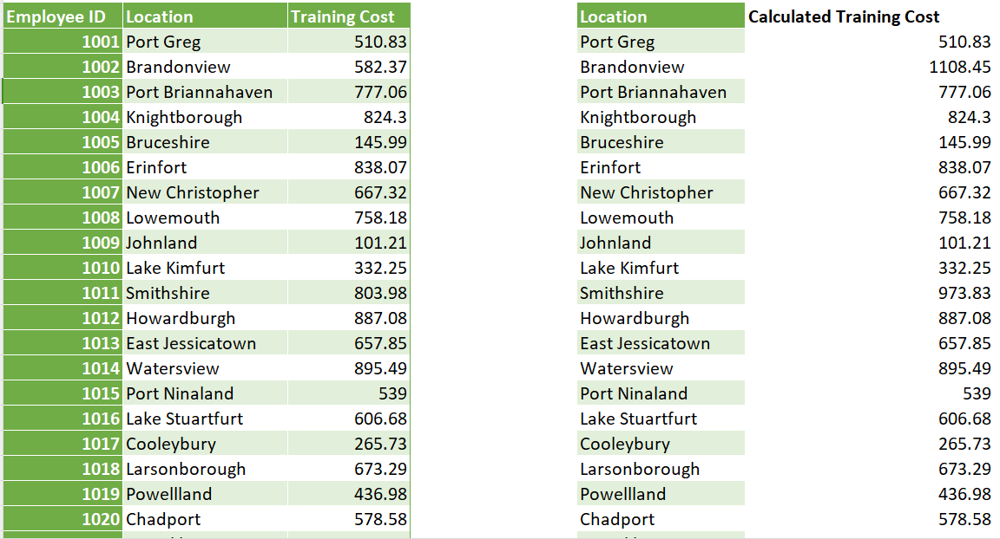 Employee ID Location Training Cost Location Calculated Training Cost
1001 Port Greg 510.83 Port Greg 510.83
1002 Brandonview 582.37 Brandonview 1108.45
1003 Port Briannahaven 777.06 Port Briannahaven 777.06
1004 Knightborough 824.3 Knightborough 824.3
1005 Bruceshire 145.99 Bruceshire 145.99
1006 Erinfort 838.07 Erinfort 838.07
1007 New Christopher 667.32 New Christopher 667.32
1008 Lowemouth 758.18 Lowemouth 758.18
1009 Johnland 101.21 Johnland 101.21
1010 Lake Kimfurt 332.25 Lake Kimfurt 332.25
1011 Smithshire 803.98 Smithshire 973.83
1012 Howardburgh 887.08 Howardburgh 887.08
1013 East Jessicatown 657.85 East Jessicatown 657.85
1014 Watersview 895.49 Watersview 895.49
1015 Port Ninaland 539 Port Ninaland 539
1016 Lake Stuartfurt 606.68 Lake Stuartfurt 606.68
1017 Cooleybury 265.73 Cooleybury 265.73
1018 Larsonborough 673.29 Larsonborough 673.29
1019 Powellland 436.98 Powellland 436.98
1020 Chadport 578.58 Chadport 578.58